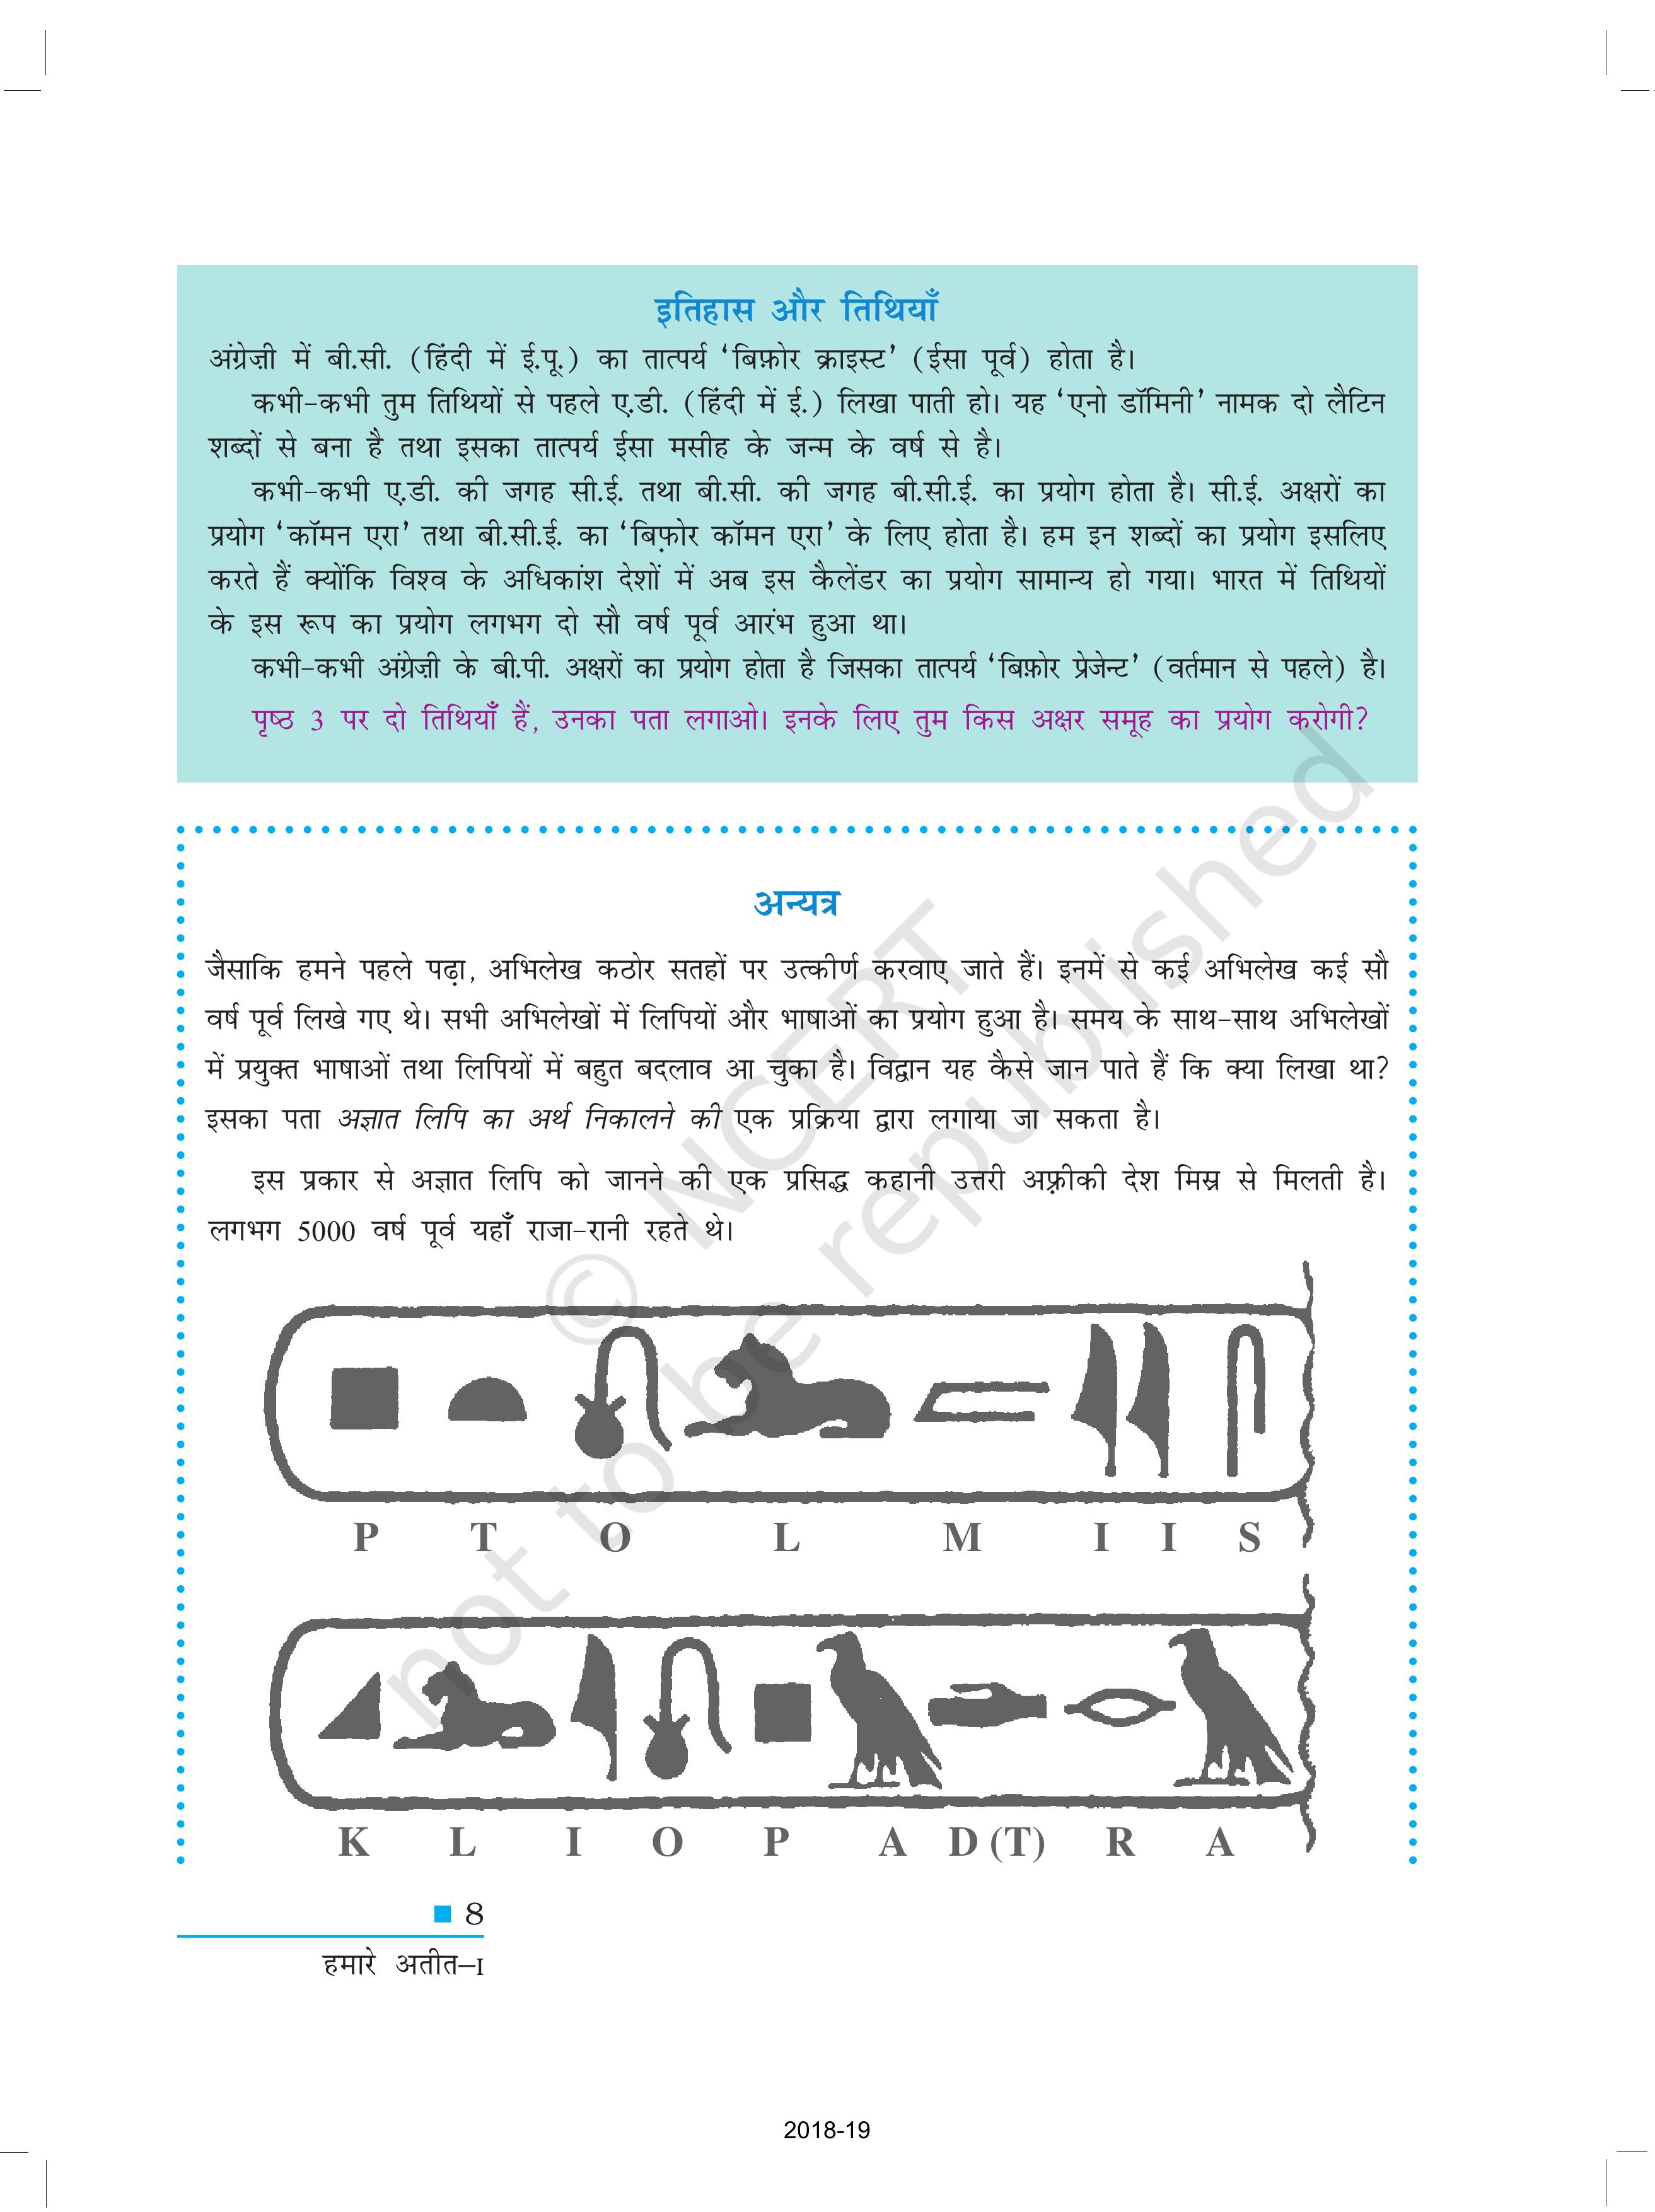 इतिहास और तिथियाँ
अंग्रेज़ी में बी.सी. (हिंदी में ई.पू.) का तात्पर्य ‘बिफ़ोर क्राइस्ट’ (ईसा पूर्व) होता है।
कभी-कभी तुम तिथियों से पहले ए.डी. (हिंदी में ई.) लिखा पाती हो। यह ‘एनो डॉमिनी’ नामक दो लैटिन
शब्दों से बना है तथा इसका तात्पर्य ईसा मसीह के जन्म के वर्ष से है।
कभी-कभी ए.डी. की जगह सी.ई. तथा बी.सी. की जगह बी.सी.ई. का प्रयोग होता है। सी.ई. अक्षरों का
प्रयोग ‘कॉमन एरा’ तथा बी.सी.ई. का ‘बिफ़ोर कॉमन एरा’ के लिए होता है। हम इन शब्दों का प्रयोग इसलिए
करते हैं क्योंकि विश्व के अधिकांश देशों में अब इस कैलेंडर का प्रयोग सामान्य हो गया। भारत में तिथियों
के इस रूप का प्रयोग लगभग दो सौ वर्ष पूर्व आरंभ हुआ था।
कभी-कभी अंग्रेज़ी के बी.पी. अक्षरों का प्रयोग होता है जिसका तात्पर्य ‘बिफ़ोर प्रेजेन्ट’ (वर्तमान से पहले) है।
पृष्ठ 3 पर दो तिथियाँ हैं, उनका पता लगाओ। इनके लिए तुम किस अक्षर समूह का प्रयोग करोगी?
अन्यत्र
जैसाकि हमने पहले पढ़ा, अभिलेख कठोर सतहों पर उत्कीर्ण करवाए जाते हैं। इनमें से कई अभिलेख कई सौ
वर्ष पूर्व लिखे गए थे। सभी अभिलेखों में लिपियों और भाषाओं का प्रयोग हुआ है। समय के साथ-साथ अभिलेखों
में प्रयुक्त भाषाओं तथा लिपियों में बहुत बदलाव आ चुका है। विद्वान यह कैसे जान पाते हैं कि क्या लिखा था?
इसका पता अज्ञात लिपि का अर्थ निकालने की एक प्रक्रिया द्वारा लगाया जा सकता है।
इस प्रकार से अज्ञात लिपि को जानने की एक प्रसिद्ध कहानी उत्तरी अफ़्रीकी देश मिस्र से मिलती है।
लगभग 5000 वर्ष पूर्व यहाँ राजा-रानी रहते थे।
P T O L M I I S
K L I O P A D (T) R A
8
हमारे अतीत–I
2018-19
© NCERT
not to be republished